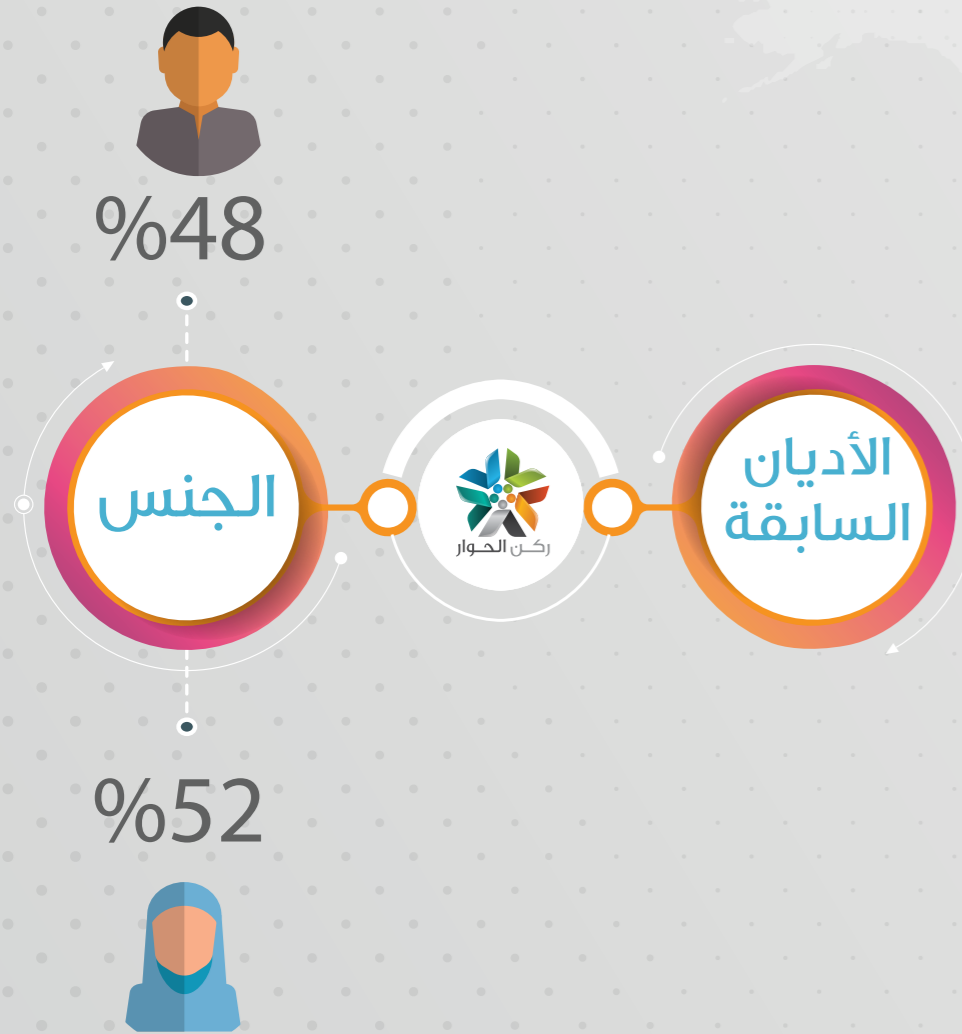 %48
الأديان
السابقة
ركن الحوار
الجنس
%52